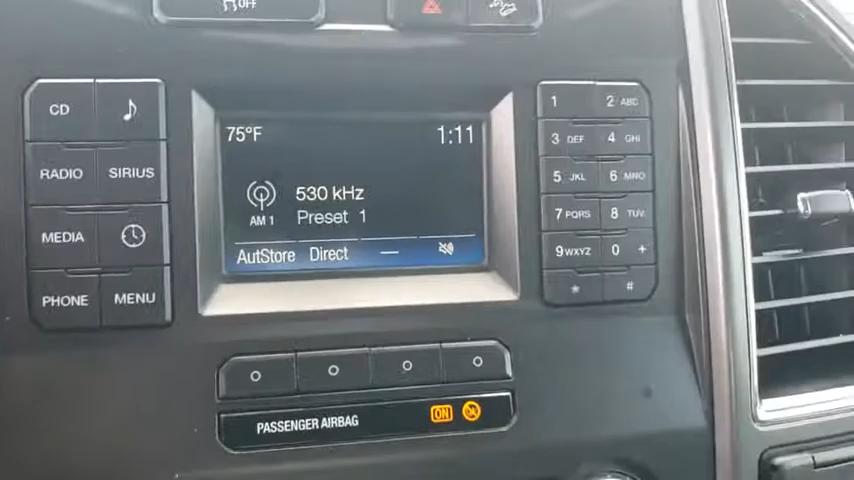 OFF
CD
RADIO SIRIUS
MEDIA
PHONE MENU
75°F 1:11
AM 1
530 kHz
Preset 1
AutStore Direct
1 2 ABC
3 DEF 4 GHI
5 JKL 6 MNO
7 PQRS 8 TUV
9 WXYZ 0 +
* #
PASSENGER AIRBAG ON